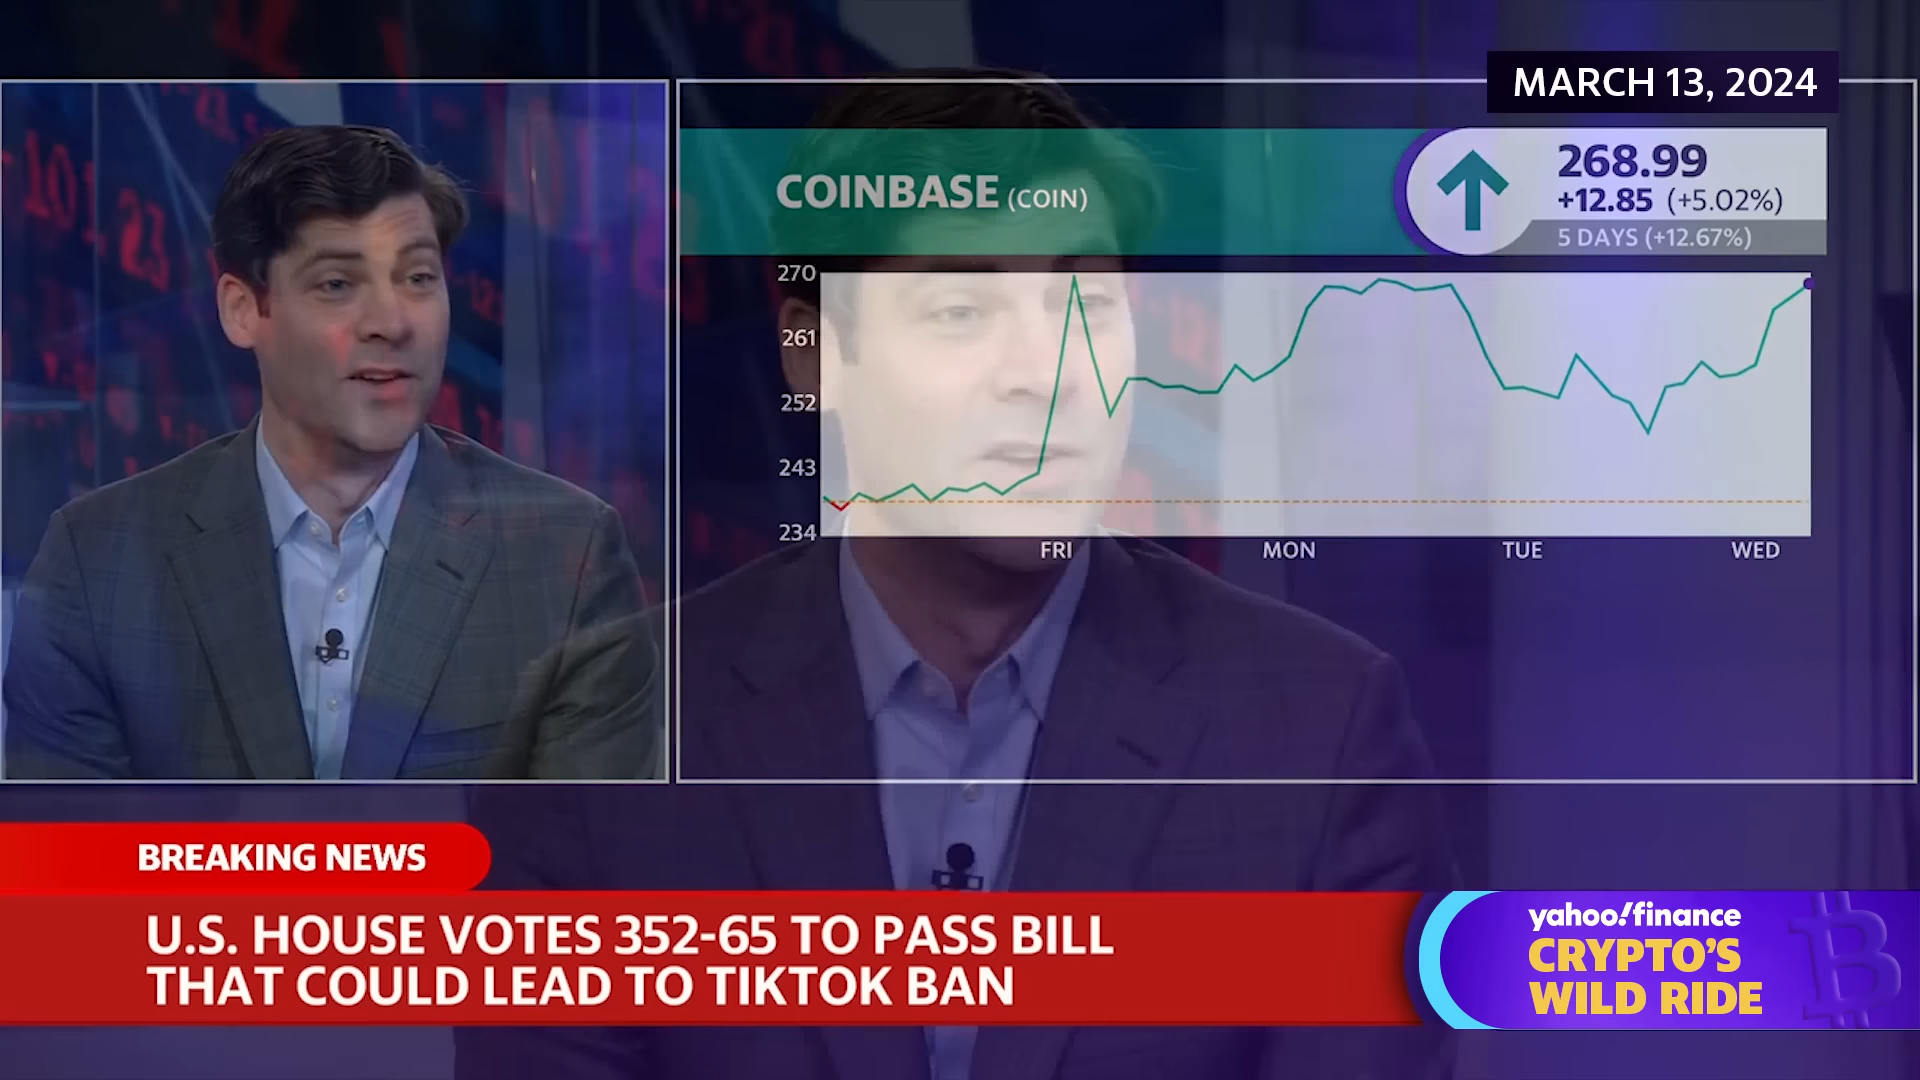 MARCH 13, 2024
COINBASE (COIN)
268.99
+12.85 (+5.02%)
5 DAYS (+12.67%)
270
261
252
243
234
FRI MON TUE WED
BREAKING NEWS
U.S. HOUSE VOTES 352-65 TO PASS BILL
THAT COULD LEAD TO TIKTOK BAN
yahoo!finance
CRYPTO'S
WILD RIDE